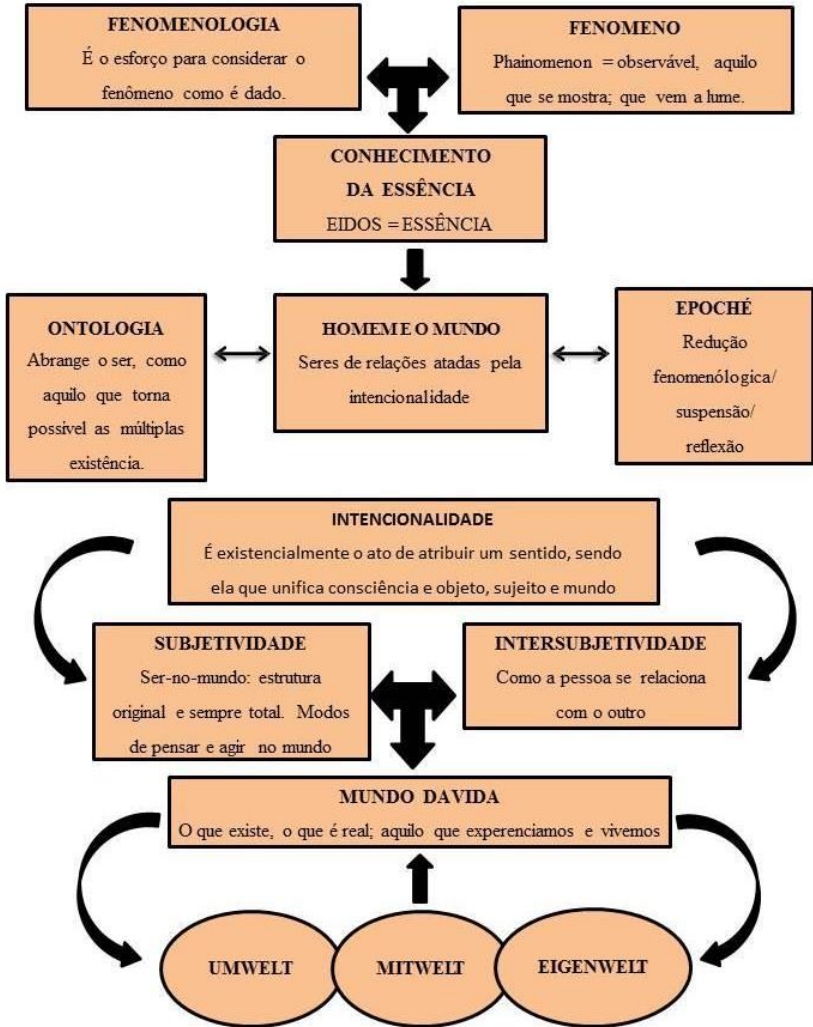 FENOMENOLOGIA
É o esforço para considerar o
fenômeno como é dado.
FENOMENO
Phainomenon = observável, aquilo
que se mostra; que vem a lume.
CONHECIMENTO
DA ESSÊNCIA
EIDOS = ESSÊNCIA
ONTOLOGIA
Abrange o ser, como
aquilo que torna
possível as múltiplas
existência.
HOMEM E O MUNDO
Seres de relações atadas pela
intencionalidade
EPOCHÉ
Redução
fenomenólogica/
suspensão/
reflexão
INTENCIONALIDADE
É existencialmente o ato de atribuir um sentido, sendo
ela que unifica consciência e objeto, sujeito e mundo
SUBJETIVIDADE
Ser-no-mundo: estrutura
original e sempre total. Modos
de pensar e agir no mundo
INTERSUBJETIVIDADE
Como a pessoa se relaciona
com o outro
MUNDO DA VIDA
O que existe, o que é real; aquilo que experenciamos e vivemos
UMWELT
MITWELT
EIGENWELT